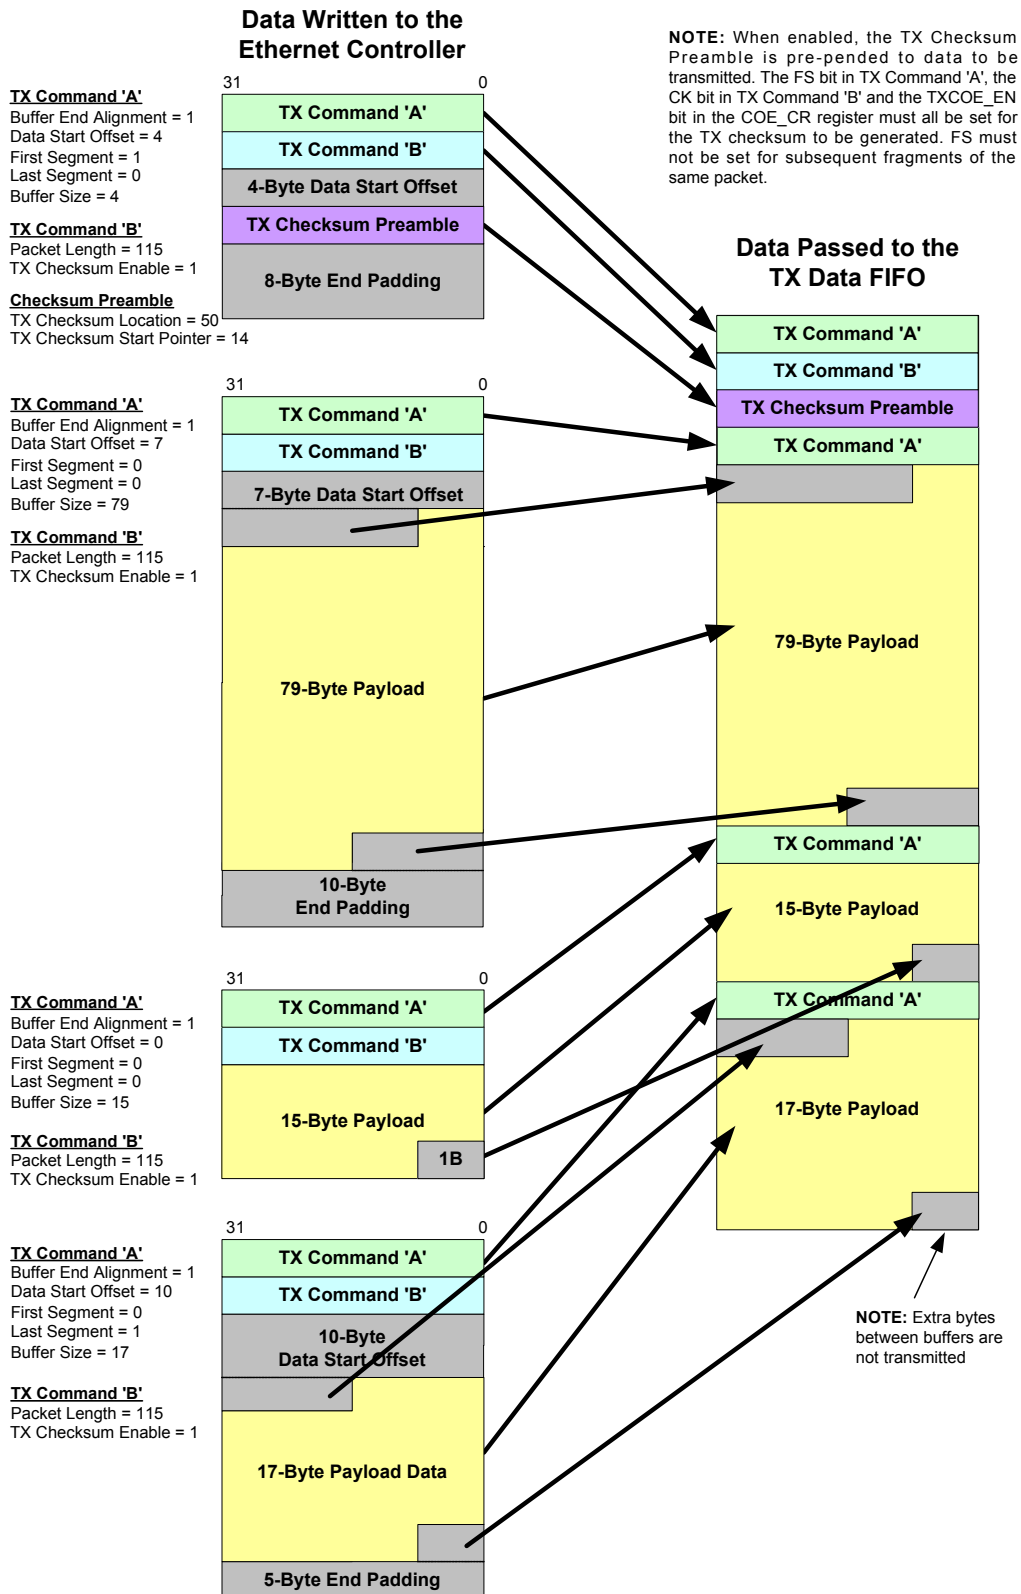 Data Written to the
Ethernet Controller
NOTE: When enabled, the TX Checksum
Preamble is pre-pended to data to be
transmitted. The FS bit in TX Command 'A', the
CK bit in TX Command 'B' and the TXCOE_EN
bit in the COE_CR register must all be set for
the TX checksum to be generated. FS must
not be set for subsequent fragments of the
same packet.
31
0
TX Command 'A'
Buffer End Alignment = 1
Data Start Offset = 4
First Segment = 1
Last Segment = 0
Buffer Size = 4
TX Command 'B'
Packet Length = 115
TX Checksum Enable = 1
Checksum Preamble
TX Checksum Location = 50
TX Checksum Start Pointer = 14
TX Command 'A'
TX Command 'B'
4-Byte Data Start Offset
TX Checksum Preamble
8-Byte End Padding
Data Passed to the
TX Data FIFO
TX Command 'A'
TX Command 'B'
TX Checksum Preamble
TX Command 'A'
79-Byte Payload
TX Command 'A'
15-Byte Payload
TX Command 'A'
17-Byte Payload
NOTE: Extra bytes
between buffers are
not transmitted
31
0
TX Command 'A'
Buffer End Alignment = 1
Data Start Offset = 7
First Segment = 0
Last Segment = 0
Buffer Size = 79
TX Command 'B'
Packet Length = 115
TX Checksum Enable = 1
TX Command 'A'
TX Command 'B'
7-Byte Data Start Offset
79-Byte Payload
10-Byte
End Padding
31
0
TX Command 'A'
Buffer End Alignment = 1
Data Start Offset = 0
First Segment = 0
Last Segment = 0
Buffer Size = 15
TX Command 'B'
Packet Length = 115
TX Checksum Enable = 1
TX Command 'A'
TX Command 'B'
15-Byte Payload
1B
31
0
TX Command 'A'
Buffer End Alignment = 1
Data Start Offset = 10
First Segment = 0
Last Segment = 1
Buffer Size = 17
TX Command 'B'
Packet Length = 115
TX Checksum Enable = 1
TX Command 'A'
TX Command 'B'
10-Byte
Data Start Offset
17-Byte Payload Data
5-Byte End Padding